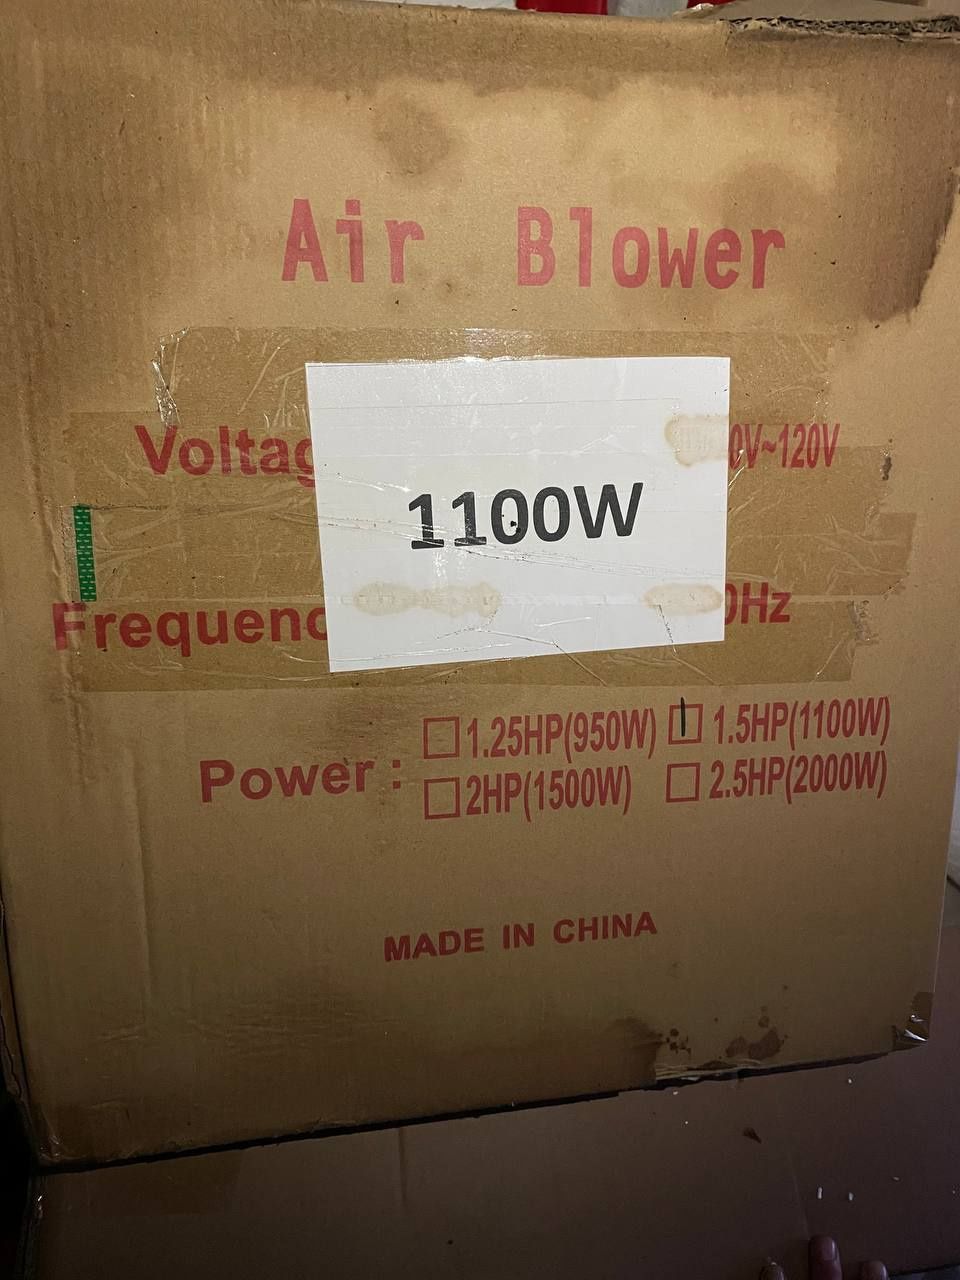 Air Blower
Voltag 0V~120V
1100W
Frequenc 0Hz
Power: □1.25HP(950W) □1.5HP(1100W)
□2HP(1500W) □2.5HP(2000W)
MADE IN CHINA